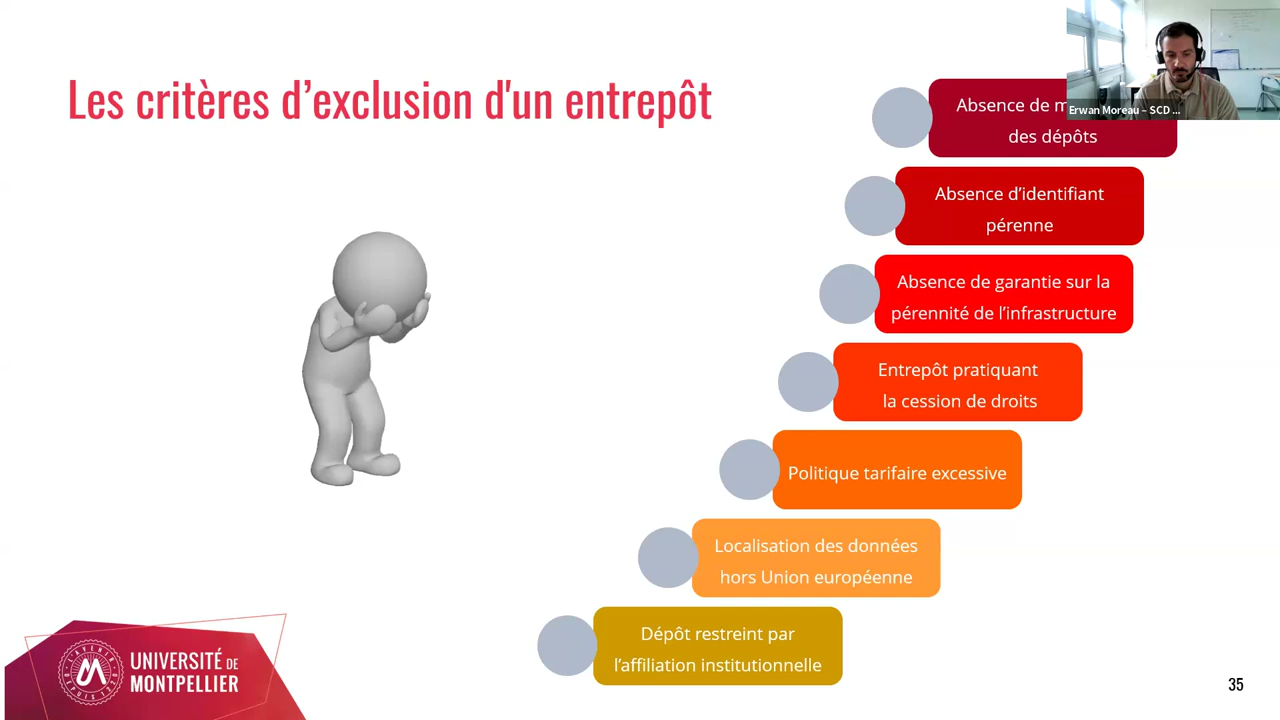 Les critères d’exclusion d'un entrepôt
Absence de
des dépôts
Erwan Moreau – SCD ...
Absence d’identifiant
pérenne
Absence de garantie sur la
pérennité de l’infrastructure
Entrepôt pratiquant
la cession de droits
Politique tarifaire excessive
Localisation des données
hors Union européenne
Dépôt restreint par
l’affiliation institutionnelle
UNIVERSITÉ DE
MONTPELLIER
35